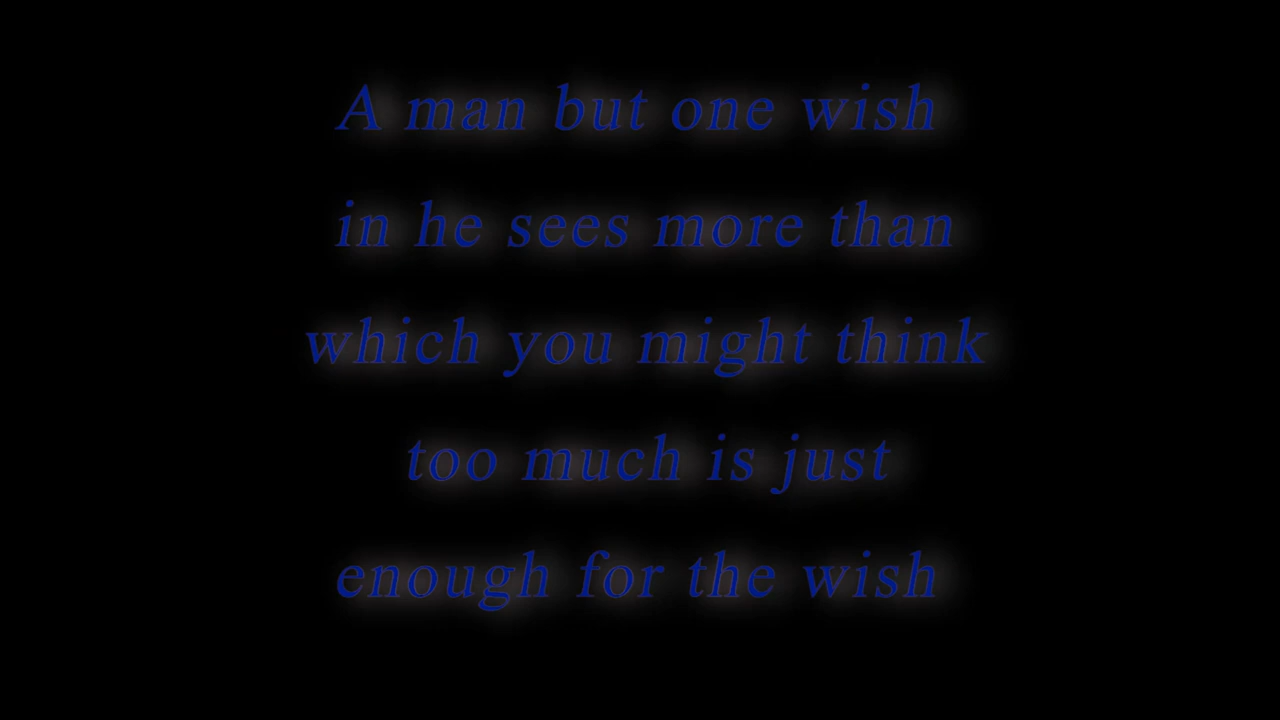 A man but one wish
in he sees more than
which you might think
too much is just
enough for the wish